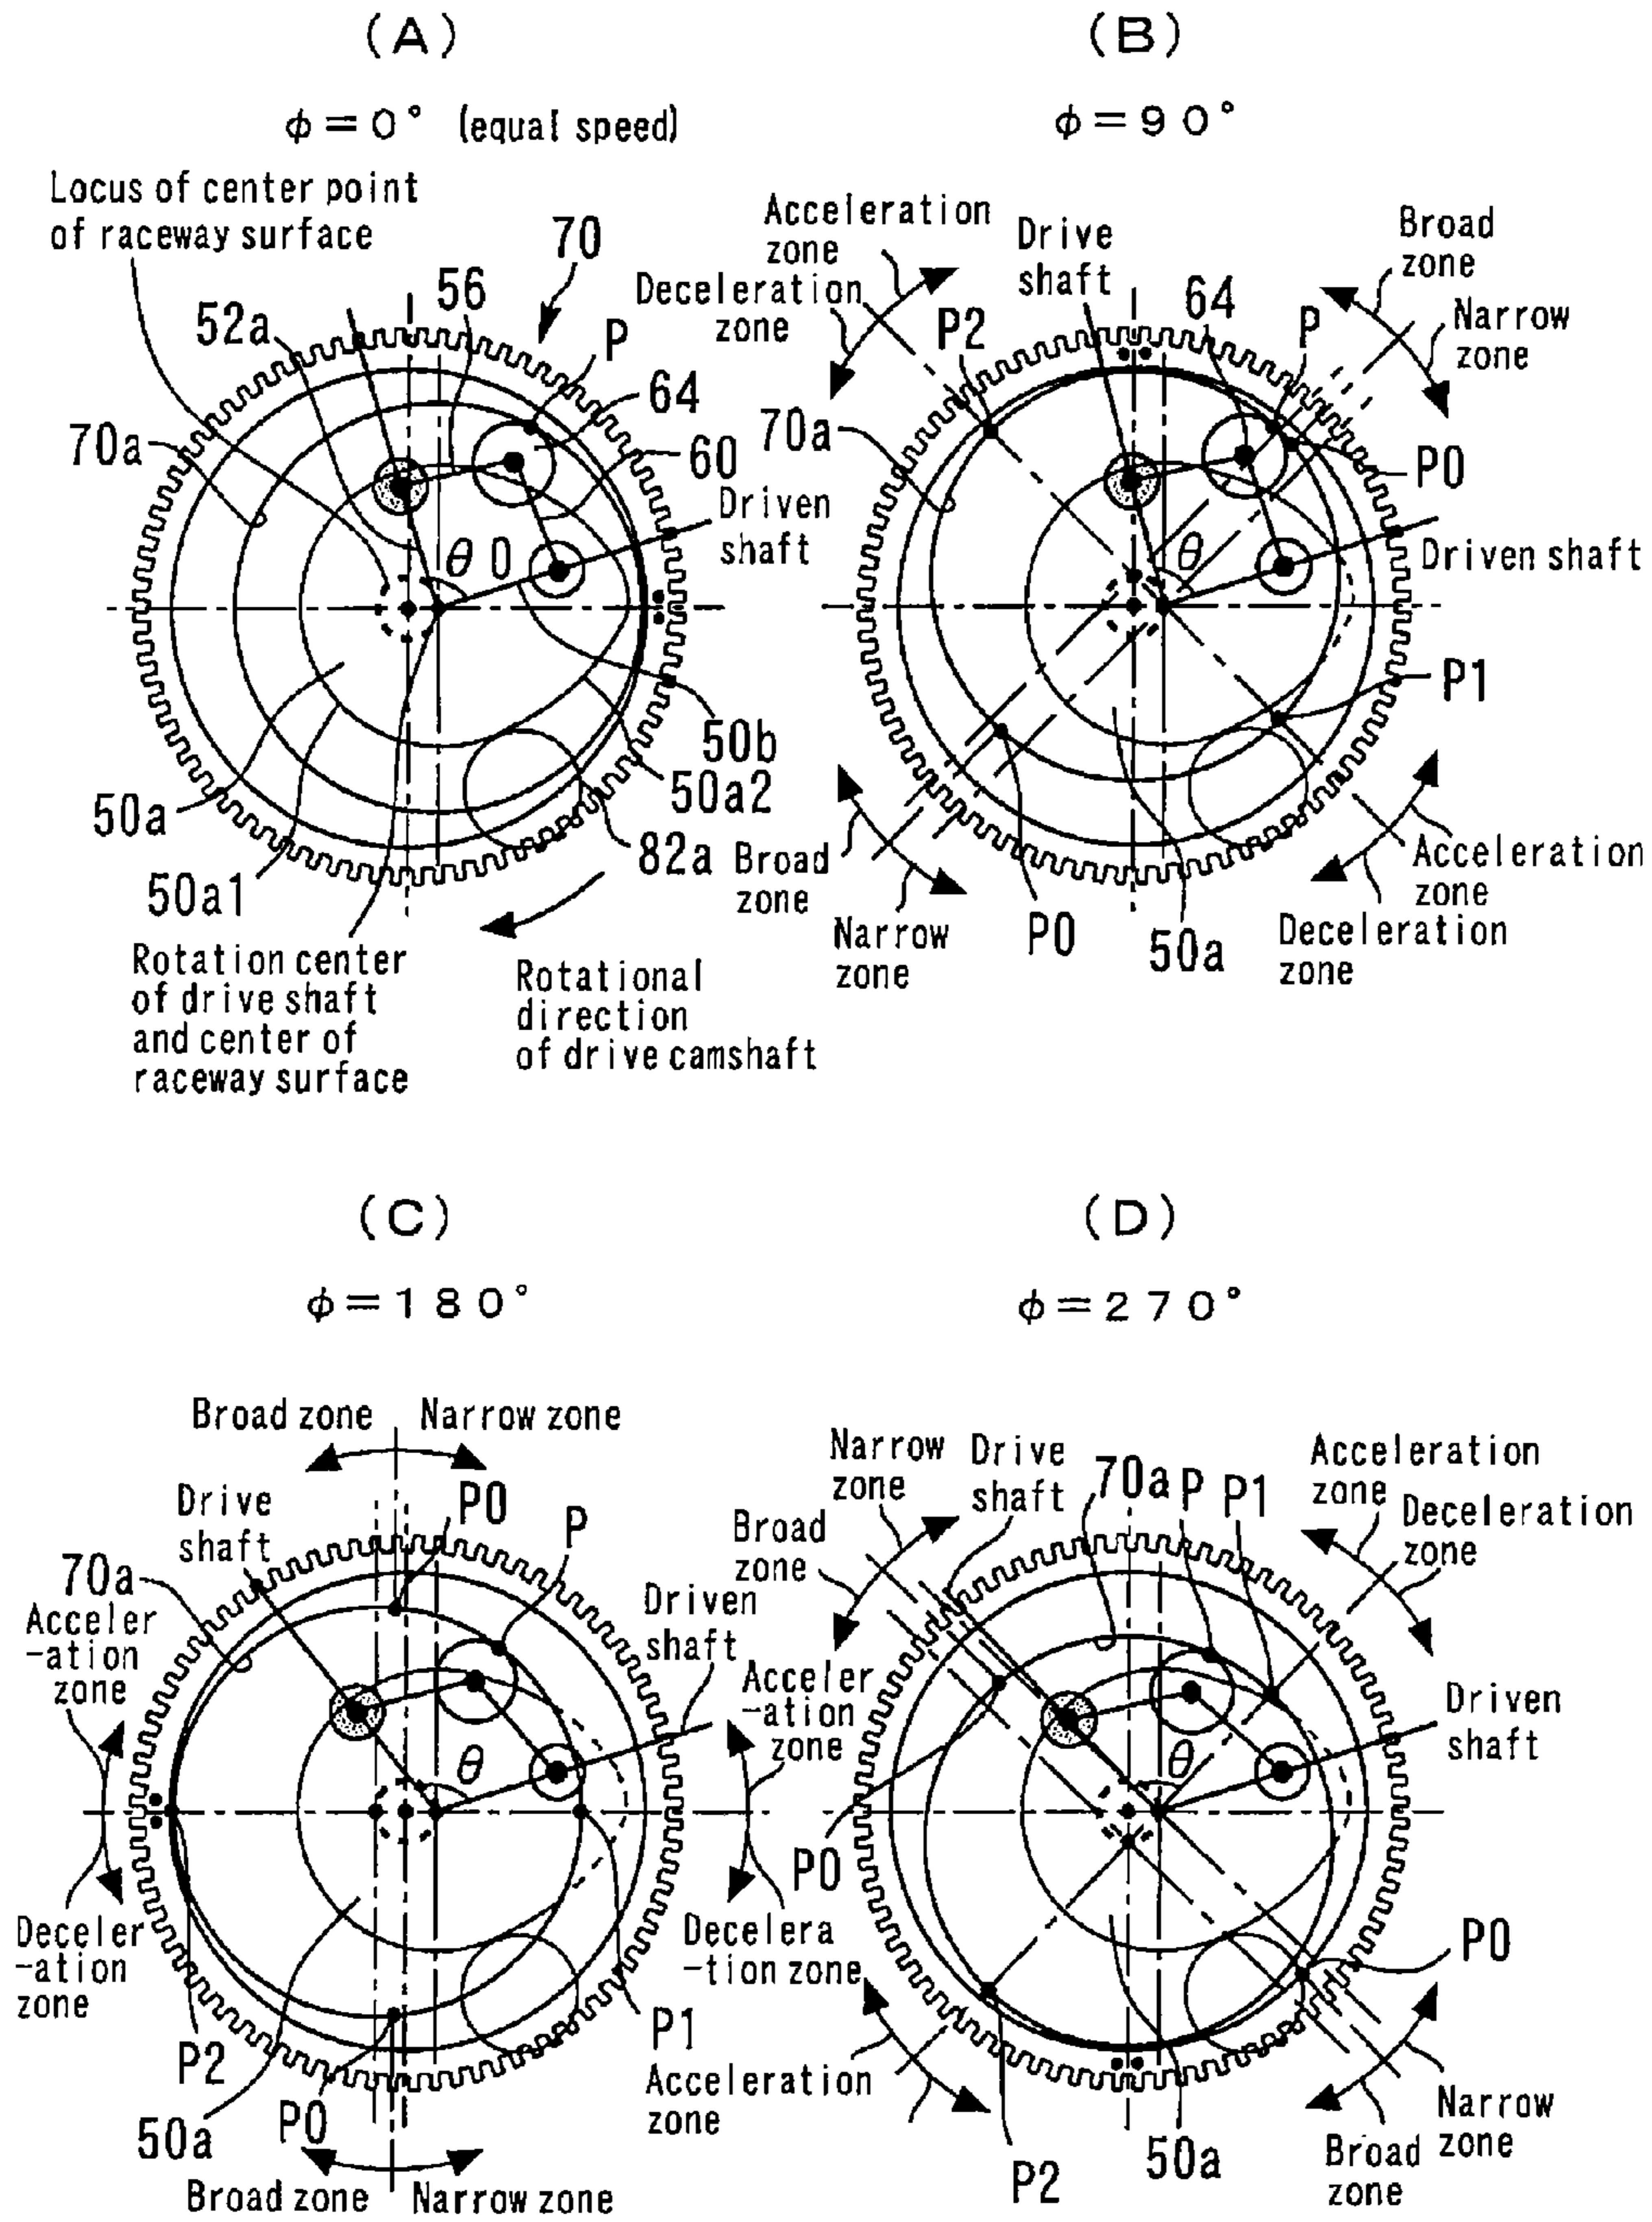 (A)
φ=0° (equal speed)
Locus of center point
of raceway surface
70
56
52a
P
64
70a
60
Driven
shaft
θ0
50b
50a2
50a
82a
50a1
Rotation center
of drive shaft
and center of
raceway surface
Rotational
direction
of drive camshaft
(B)
φ=90°
Acceleration
zone
Deceleration
zone
Drive
shaft
Broad
zone
64
P2
P
Narrow
zone
70a
P0
θ
Driven shaft
P1
Broad
zone
Acceleration
zone
Narrow
zone
P0
50a
Deceleration
zone
(C)
φ=180°
Broad zone
Narrow zone
Drive
shaft
P0
P
70a
Acceler
-ation
zone
Driven
shaft
Acceler
-ation
zone
θ
Deceler
-ation
zone
Decelera
-tion zone
P2
P1
50a
P0
Broad zone
Narrow zone
(D)
φ=270°
Narrow
zone
Drive
shaft
70a
P
P1
Acceleration
zone
Deceleration
zone
Broad
zone
Driven
shaft
θ
P0
P0
Acceleration
zone
P2
50a
Narrow
zone
Broad
zone